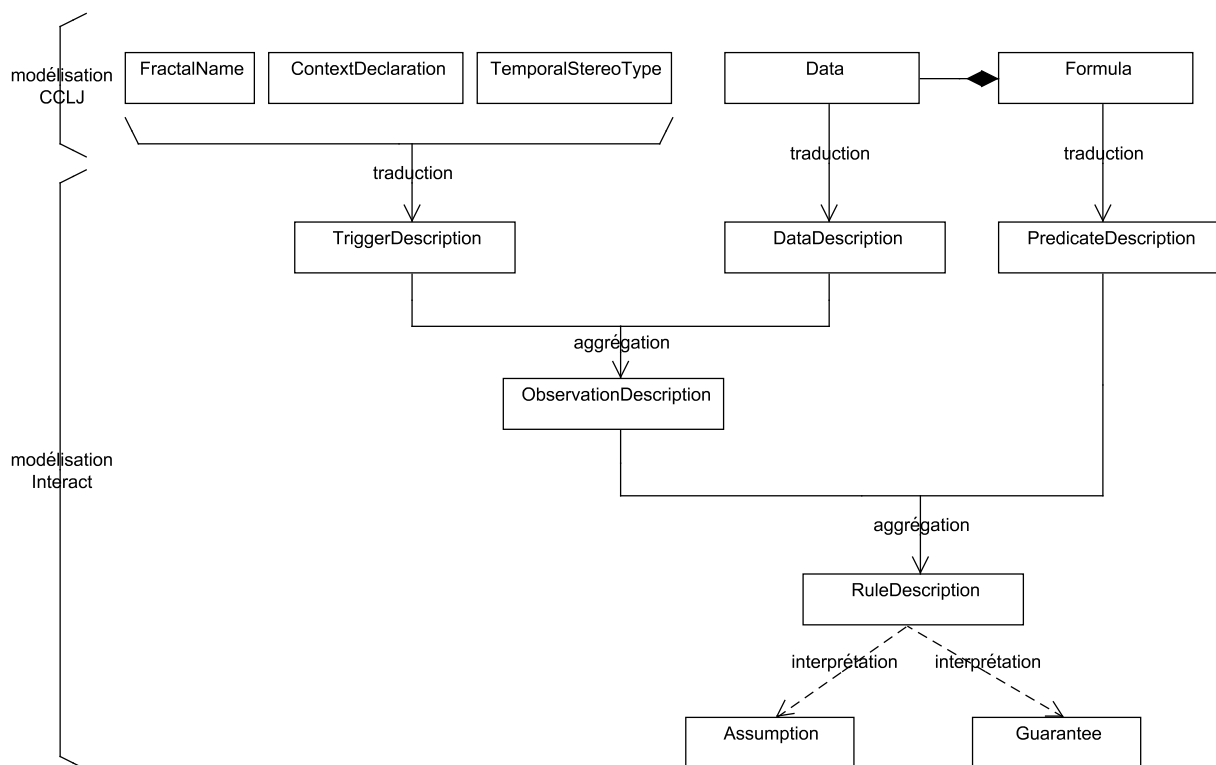 modélisation
CCLJ
FractalName
ContextDeclaration
TemporalStereoType
Data
Formula
traduction
traduction
traduction
TriggerDescription
DataDescription
PredicateDescription
aggrégation
ObservationDescription
modélisation
Interact
aggrégation
RuleDescription
interprétation
interprétation
Assumption
Guarantee